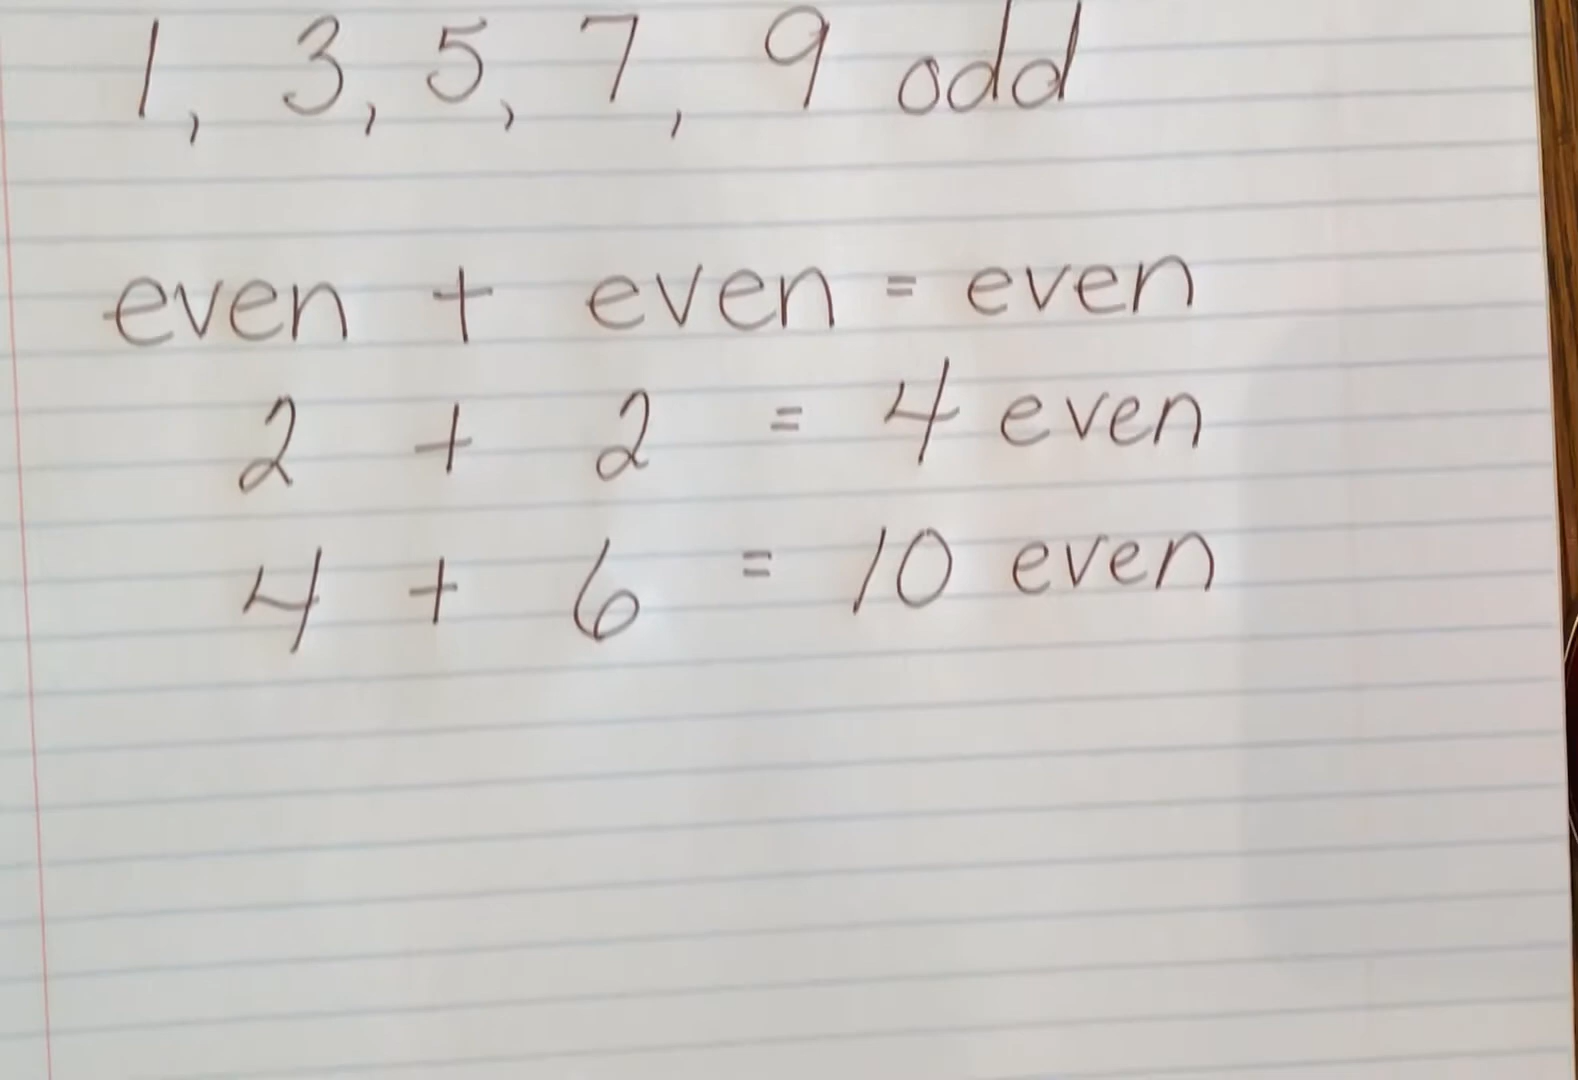 1, 3, 5, 7, 9 odd
even + even = even
2 + 2 = 4 even
4 + 6 = 10 even